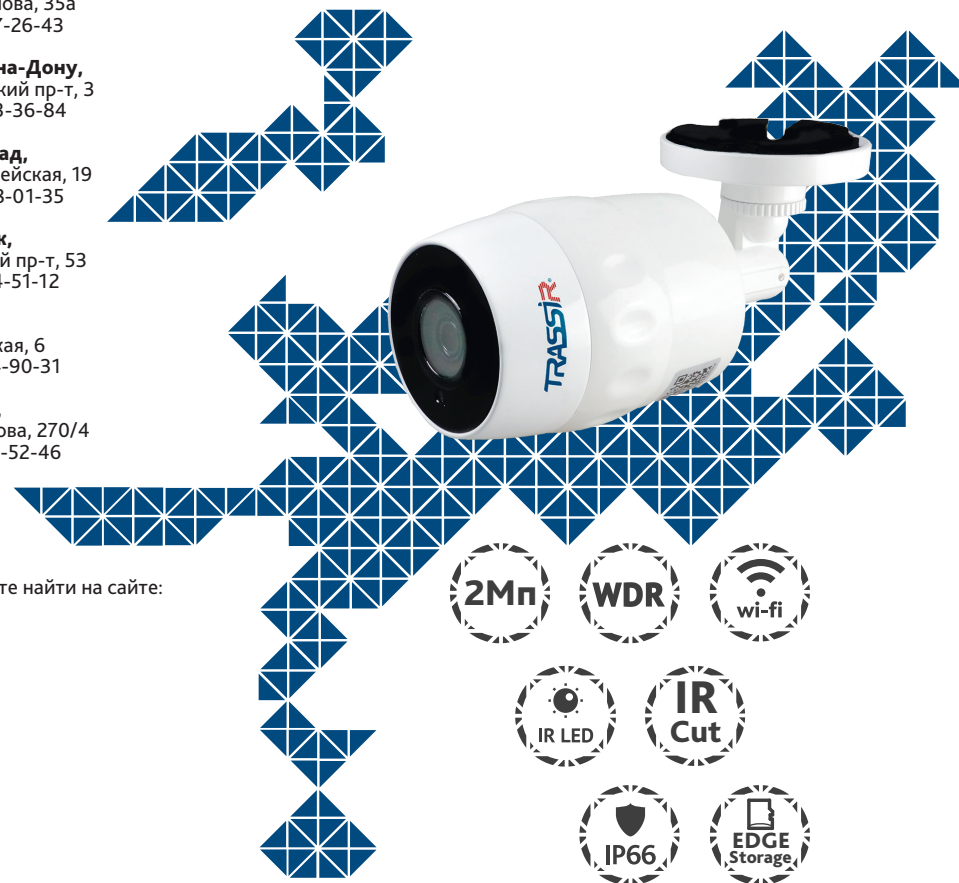 ова, 35а
7-26-43
на-Дону,
кий пр-т, 3
3-36-84
ад,
ейская, 19
3-01-35
к,
й пр-т, 53
4-51-12
кая, 6
-90-31
ова, 270/4
-52-46
те найти на сайте:
TRASSIR
2Мп
WDR
wi-fi
IR LED
IR
Cut
IP66
EDGE
Storage